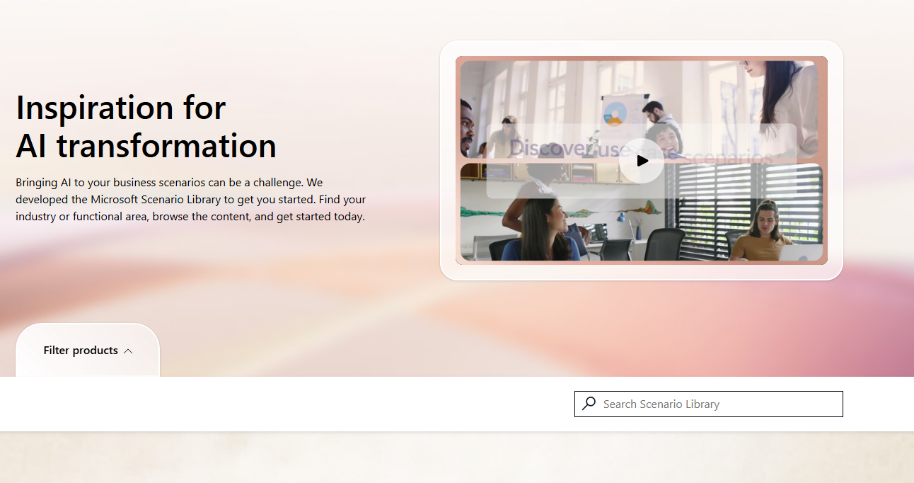 Inspiration for
AI transformation
Bringing AI to your business scenarios can be a challenge. We
developed the Microsoft Scenario Library to get you started. Find your
industry or functional area, browse the content, and get started today.
Discover use case scenarios
Filter products
Search Scenario Library